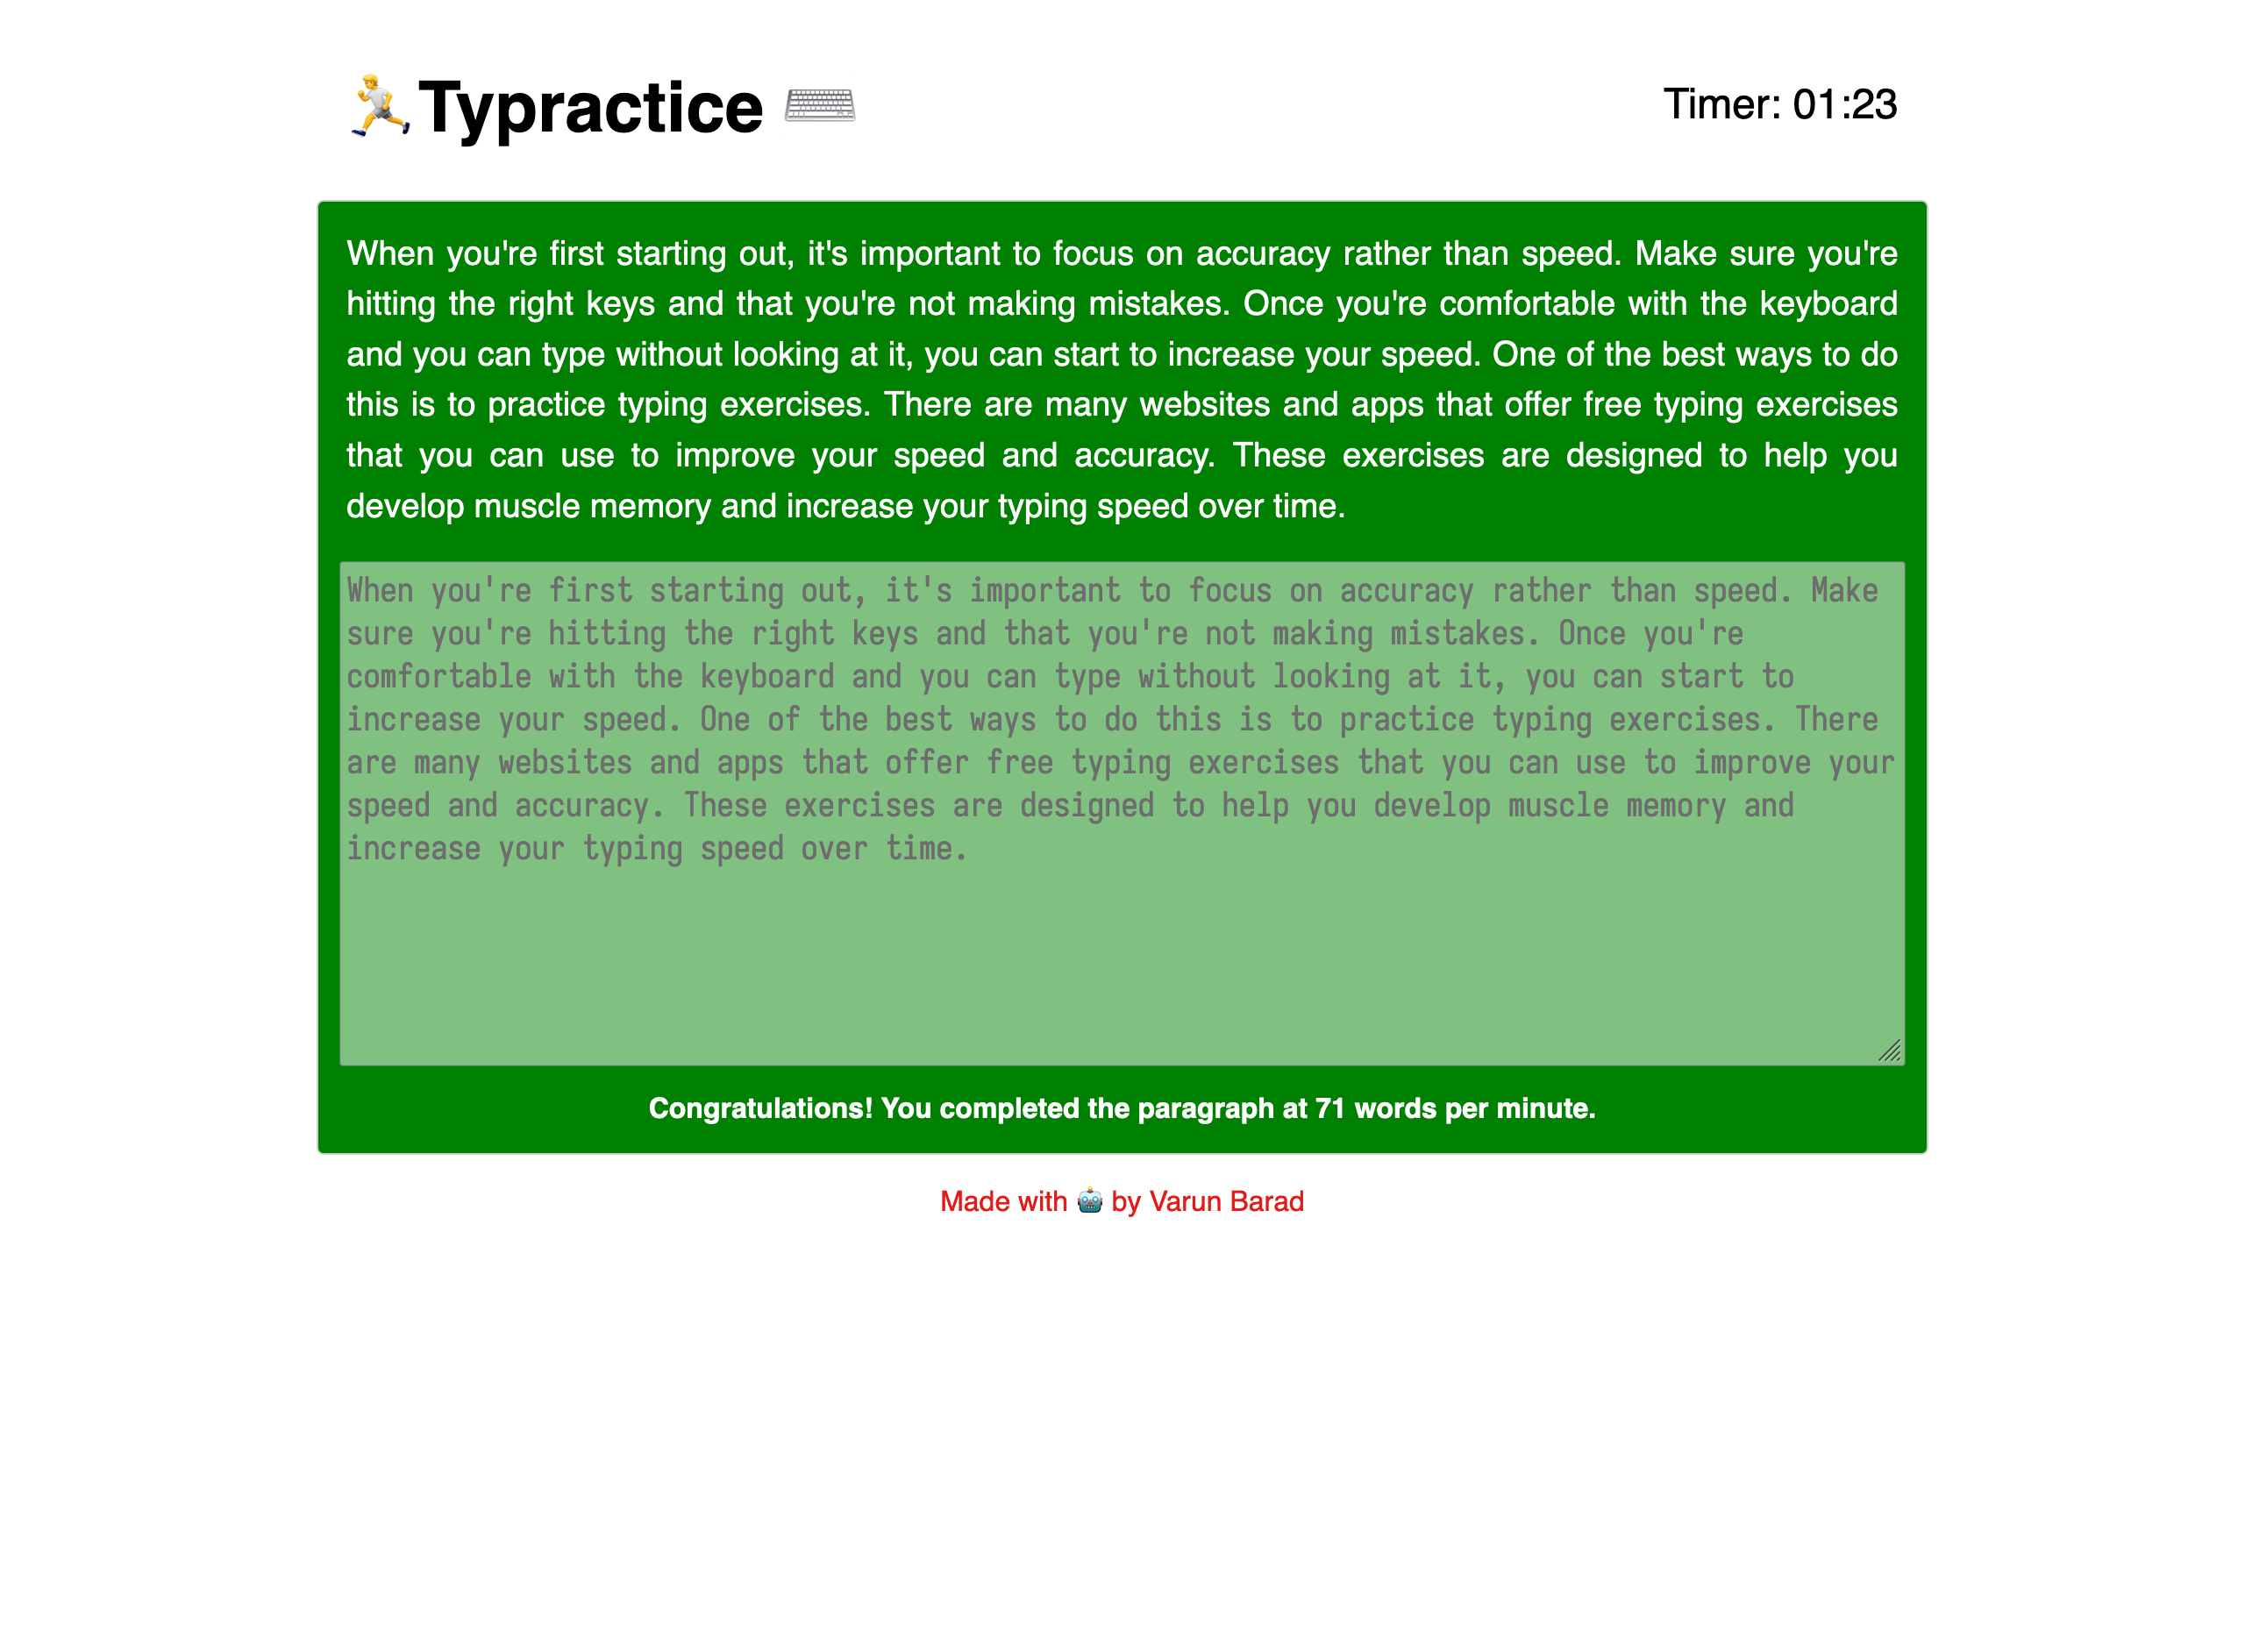 🏃Typractice ⌨️
Timer: 01:23
When you're first starting out, it's important to focus on accuracy rather than speed. Make sure you're
hitting the right keys and that you're not making mistakes. Once you're comfortable with the keyboard
and you can type without looking at it, you can start to increase your speed. One of the best ways to do
this is to practice typing exercises. There are many websites and apps that offer free typing exercises
that you can use to improve your speed and accuracy. These exercises are designed to help you
develop muscle memory and increase your typing speed over time.
When you're first starting out, it's important to focus on accuracy rather than speed. Make
sure you're hitting the right keys and that you're not making mistakes. Once you're
comfortable with the keyboard and you can type without looking at it, you can start to
increase your speed. One of the best ways to do this is to practice typing exercises. There
are many websites and apps that offer free typing exercises that you can use to improve your
speed and accuracy. These exercises are designed to help you develop muscle memory and
increase your typing speed over time.
Congratulations! You completed the paragraph at 71 words per minute.
Made with 🤖 by Varun Barad